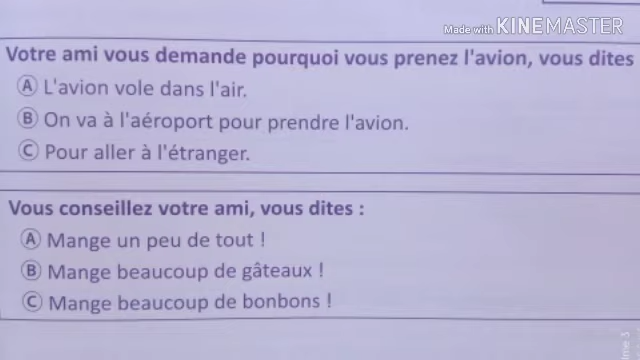 Made with KINEMASTER
Votre ami vous demande pourquoi vous prenez l'avion, vous dites
A L'avion vole dans l'air.
B On va à l'aéroport pour prendre l'avion.
C Pour aller à l'étranger.
Vous conseillez votre ami, vous dites :
A Mange un peu de tout !
B Mange beaucoup de gâteaux !
C Mange beaucoup de bonbons !